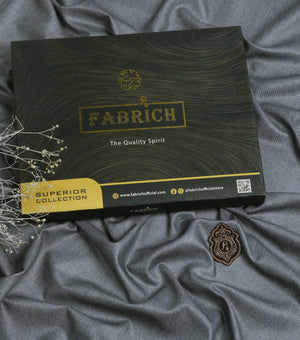 FABRICH
The Quality Spirit
SUPERIOR
COLLECTION
www.fabrichofficial.com
@fabrichofficialstore
FABRICH